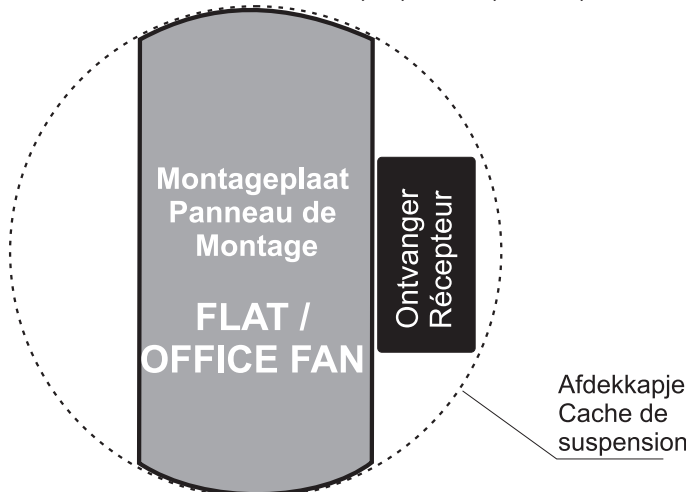 Montageplaat
Panneau de
Montage
FLAT /
OFFICE FAN
Ontvanger
Récepteur
Afdekkapje
Cache de
suspension